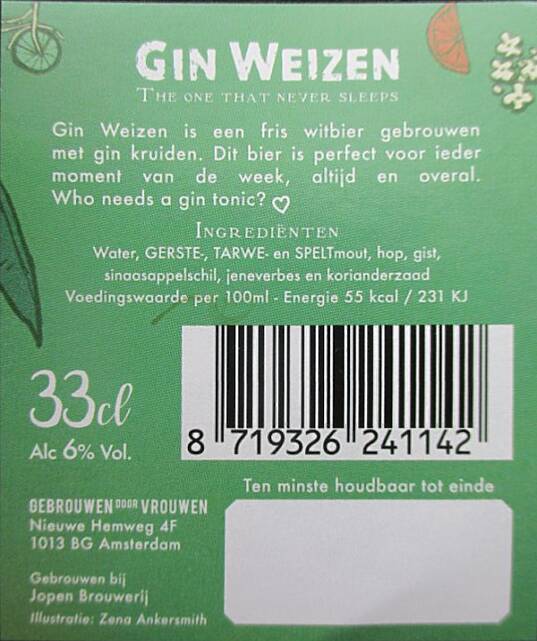 GIN WEIZEN
THE ONE THAT NEVER SLEEPS
Gin Weizen is een fris witbier gebrouwen
met gin kruiden. Dit bier is perfect voor ieder
moment van de week, altijd en overal.
Who needs a gin tonic? ♡
INGREDIËNTEN
Water, GERSTE-, TARWE- en SPELTmout, hop, gist,
sinaasappelschil, jeneverbes en korianderzaad
Voedingswaarde per 100ml - Energie 55 kcal / 231 KJ
33cl
Alc 6% Vol.
8 719326 241142
Ten minste houdbaar tot einde
GEBROUWEN DOOR VROUWEN
Nieuwe Hemweg 4F
1013 BG Amsterdam
Gebrouwen bij
Jopen Brouwerij
Illustratie: Zena Ankersmith